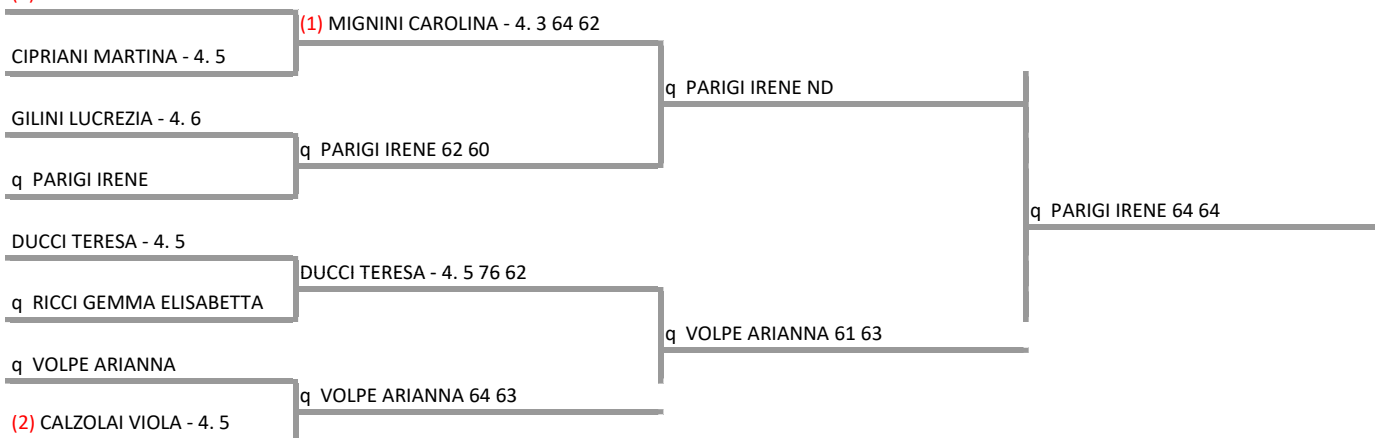 (1) MIGNINI CAROLINA - 4. 3 64 62
CIPRIANI MARTINA - 4. 5
q PARIGI IRENE ND
GILINI LUCREZIA - 4. 6
q PARIGI IRENE 62 60
q PARIGI IRENE
q PARIGI IRENE 64 64
DUCCI TERESA - 4. 5
DUCCI TERESA - 4. 5 76 62
q RICCI GEMMA ELISABETTA
q VOLPE ARIANNA 61 63
q VOLPE ARIANNA
q VOLPE ARIANNA 64 63
(2) CALZOLAI VIOLA - 4. 5